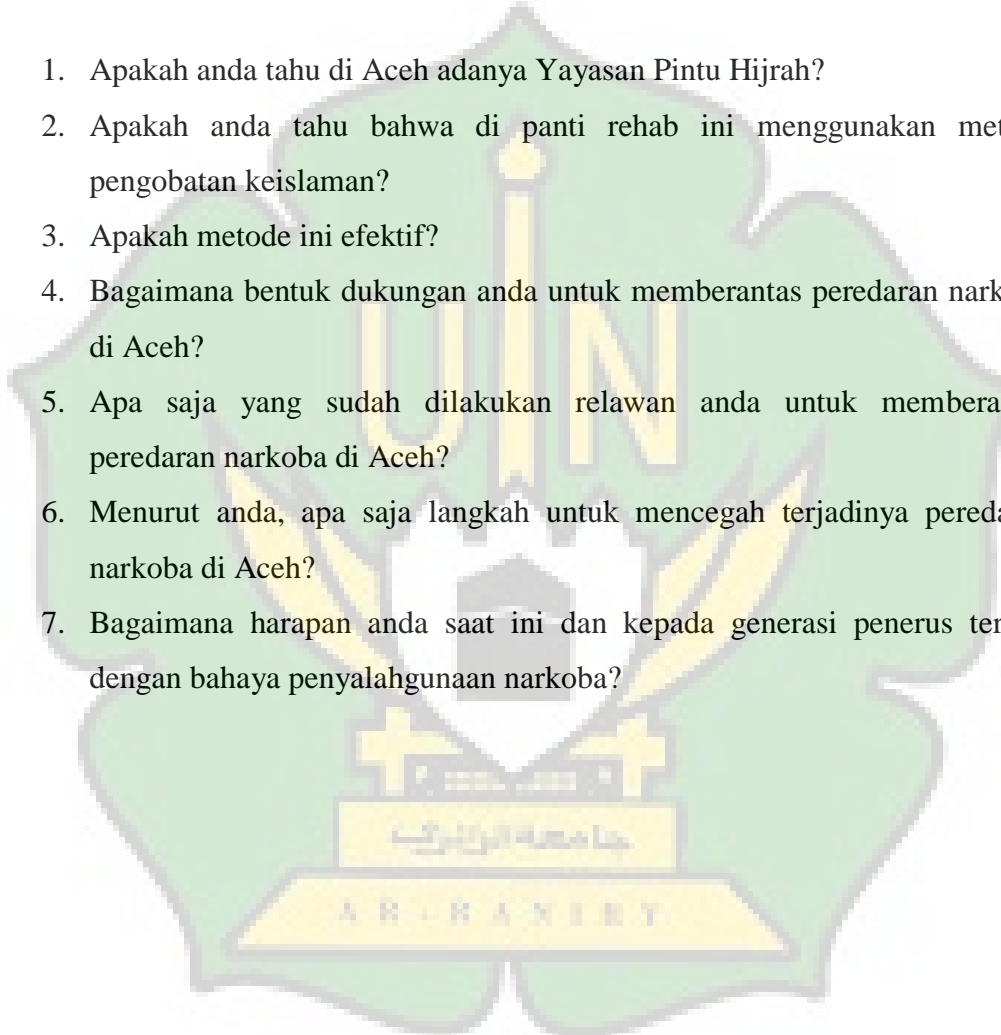 1. Apakah anda tahu di Aceh adanya Yayasan Pintu Hijrah?
2. Apakah anda tahu bahwa di panti rehab ini menggunakan met
pengobatan keislaman?
3. Apakah metode ini efektif?
4. Bagaimana bentuk dukungan anda untuk memberantas peredaran nark
di Aceh?
5. Apa saja yang sudah dilakukan relawan anda untuk membera
peredaran narkoba di Aceh?
6. Menurut anda, apa saja langkah untuk mencegah terjadinya pereda
narkoba di Aceh?
7. Bagaimana harapan anda saat ini dan kepada generasi penerus ter
dengan bahaya penyalahgunaan narkoba?
UIN
جامعة الرانري
AR-RANIRY